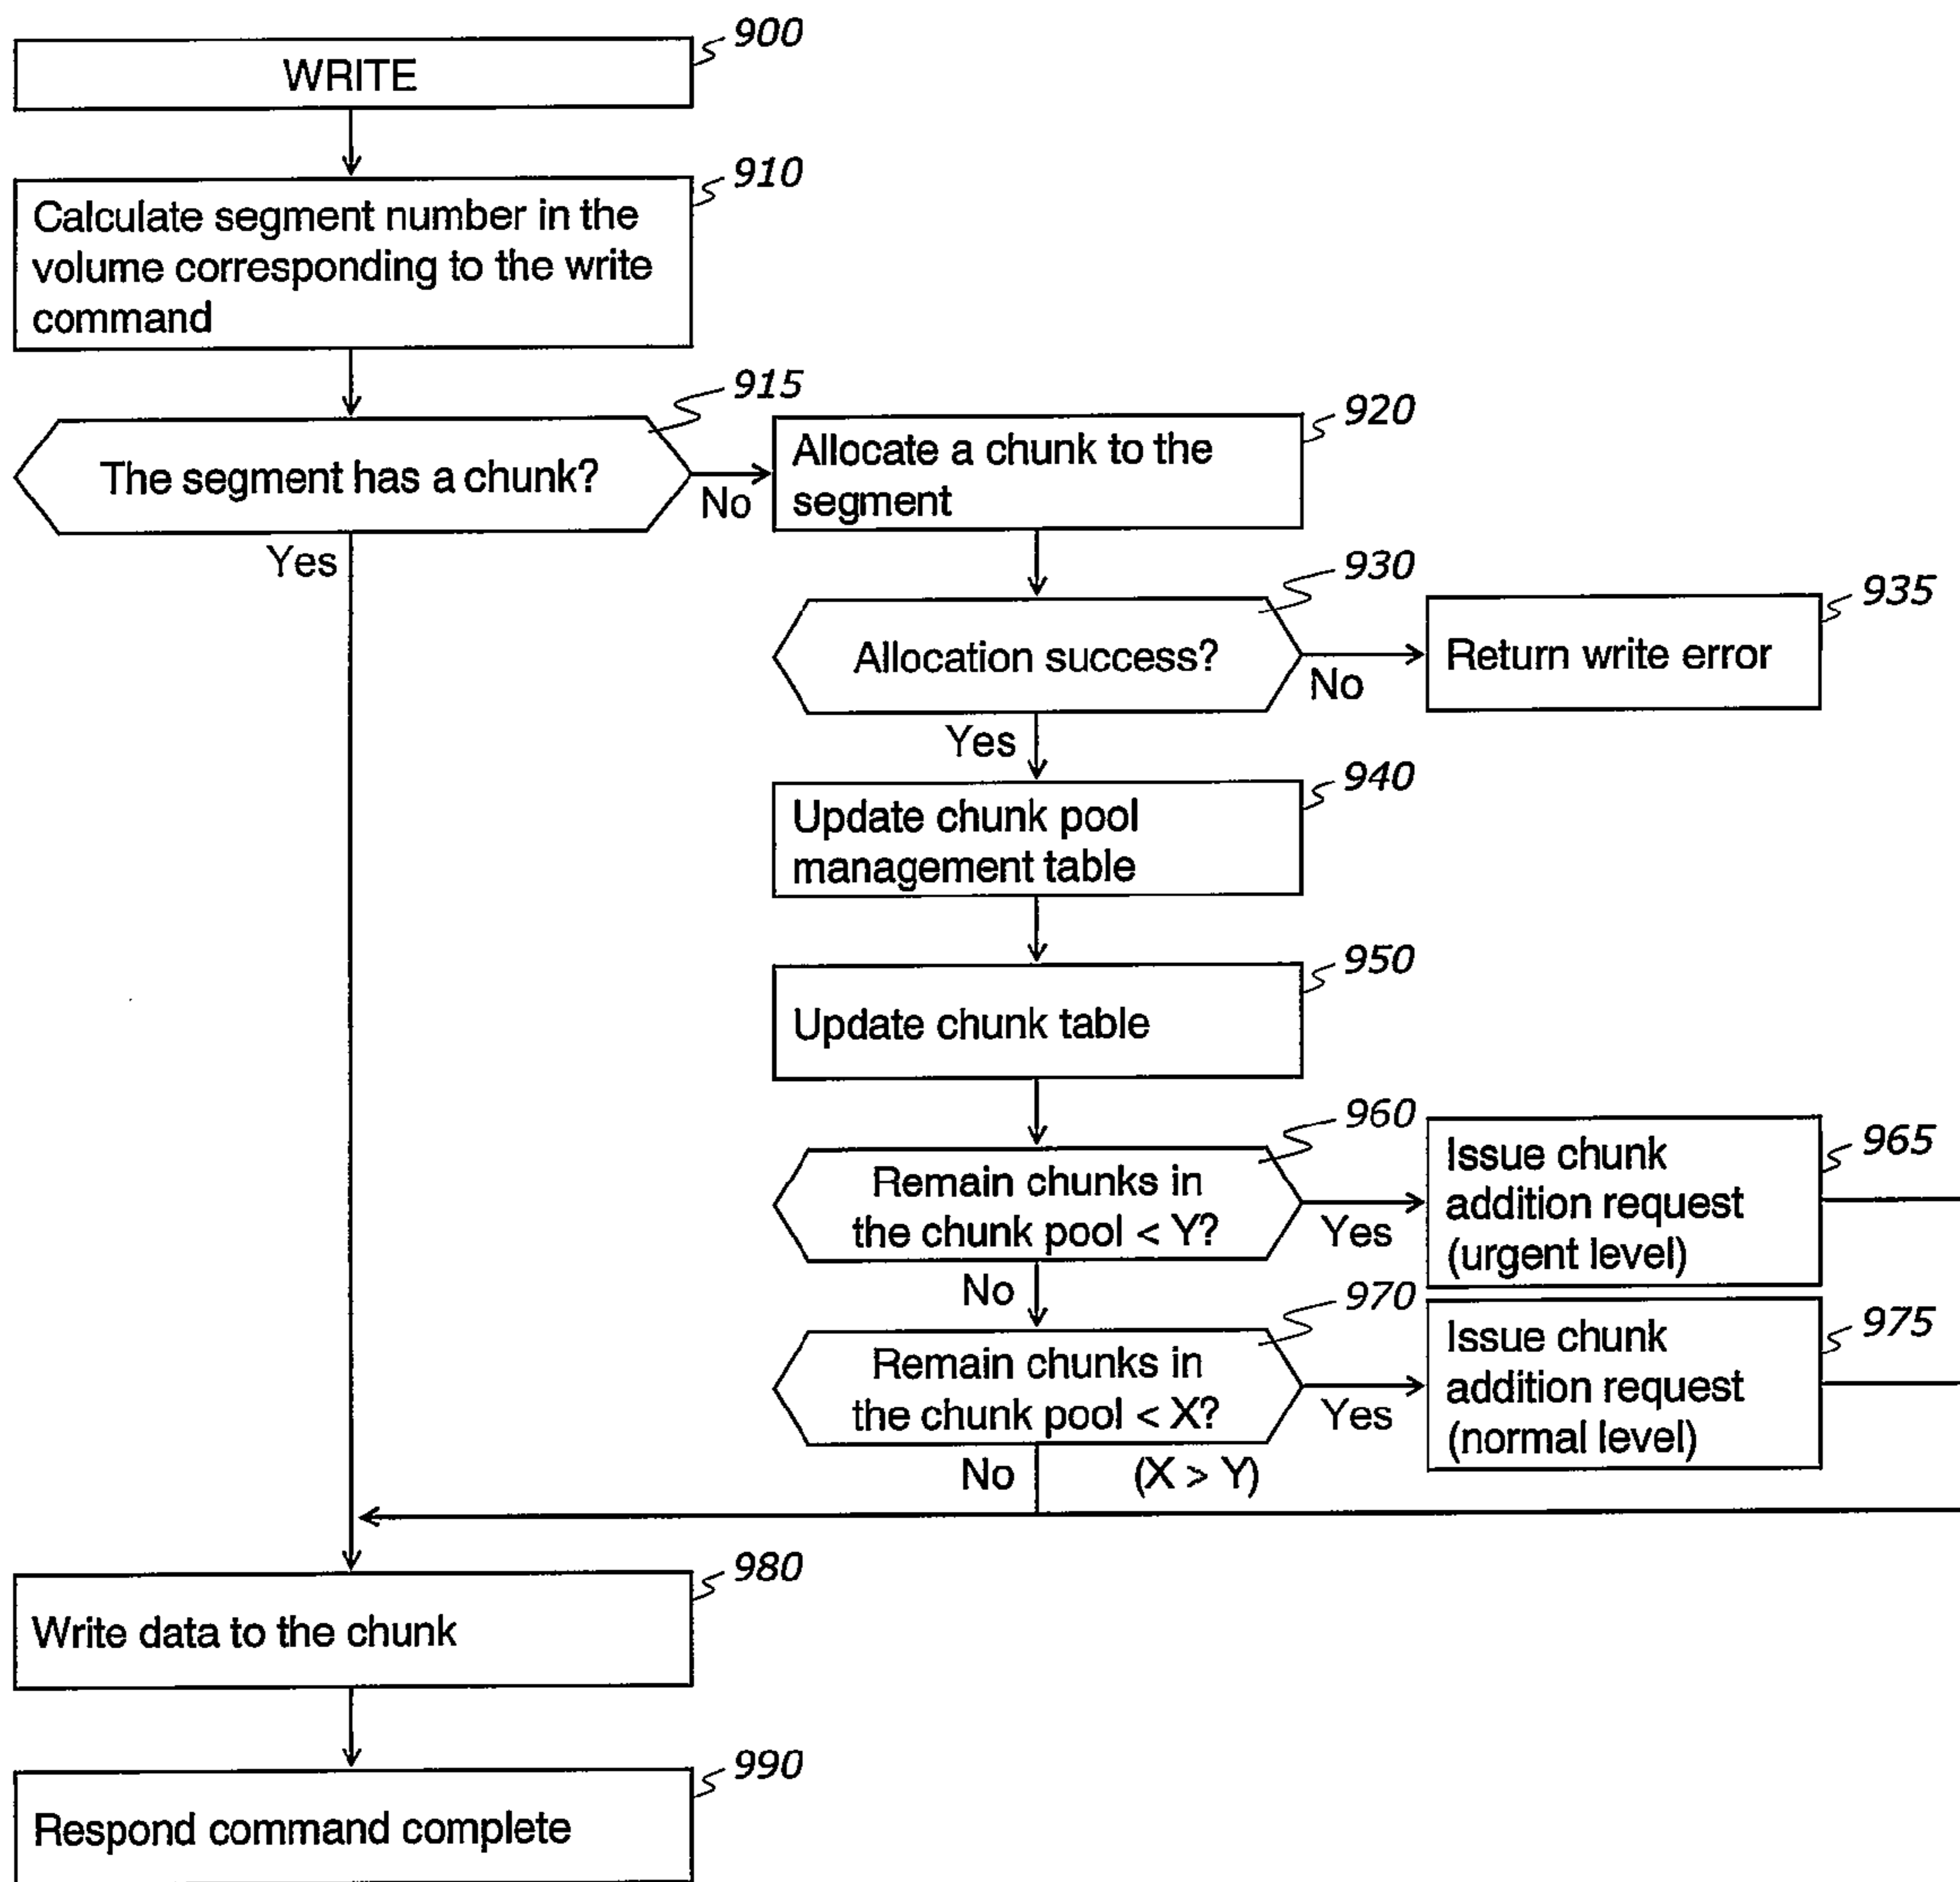 900
WRITE
910
Calculate segment number in the
volume corresponding to the write
command
915
The segment has a chunk?
No
Yes
920
Allocate a chunk to the
segment
930
Allocation success?
No
Yes
935
Return write error
940
Update chunk pool
management table
950
Update chunk table
960
Remain chunks in
the chunk pool < Y?
Yes
No
965
Issue chunk
addition request
(urgent level)
970
Remain chunks in
the chunk pool < X?
Yes
No
(X > Y)
975
Issue chunk
addition request
(normal level)
980
Write data to the chunk
990
Respond command complete